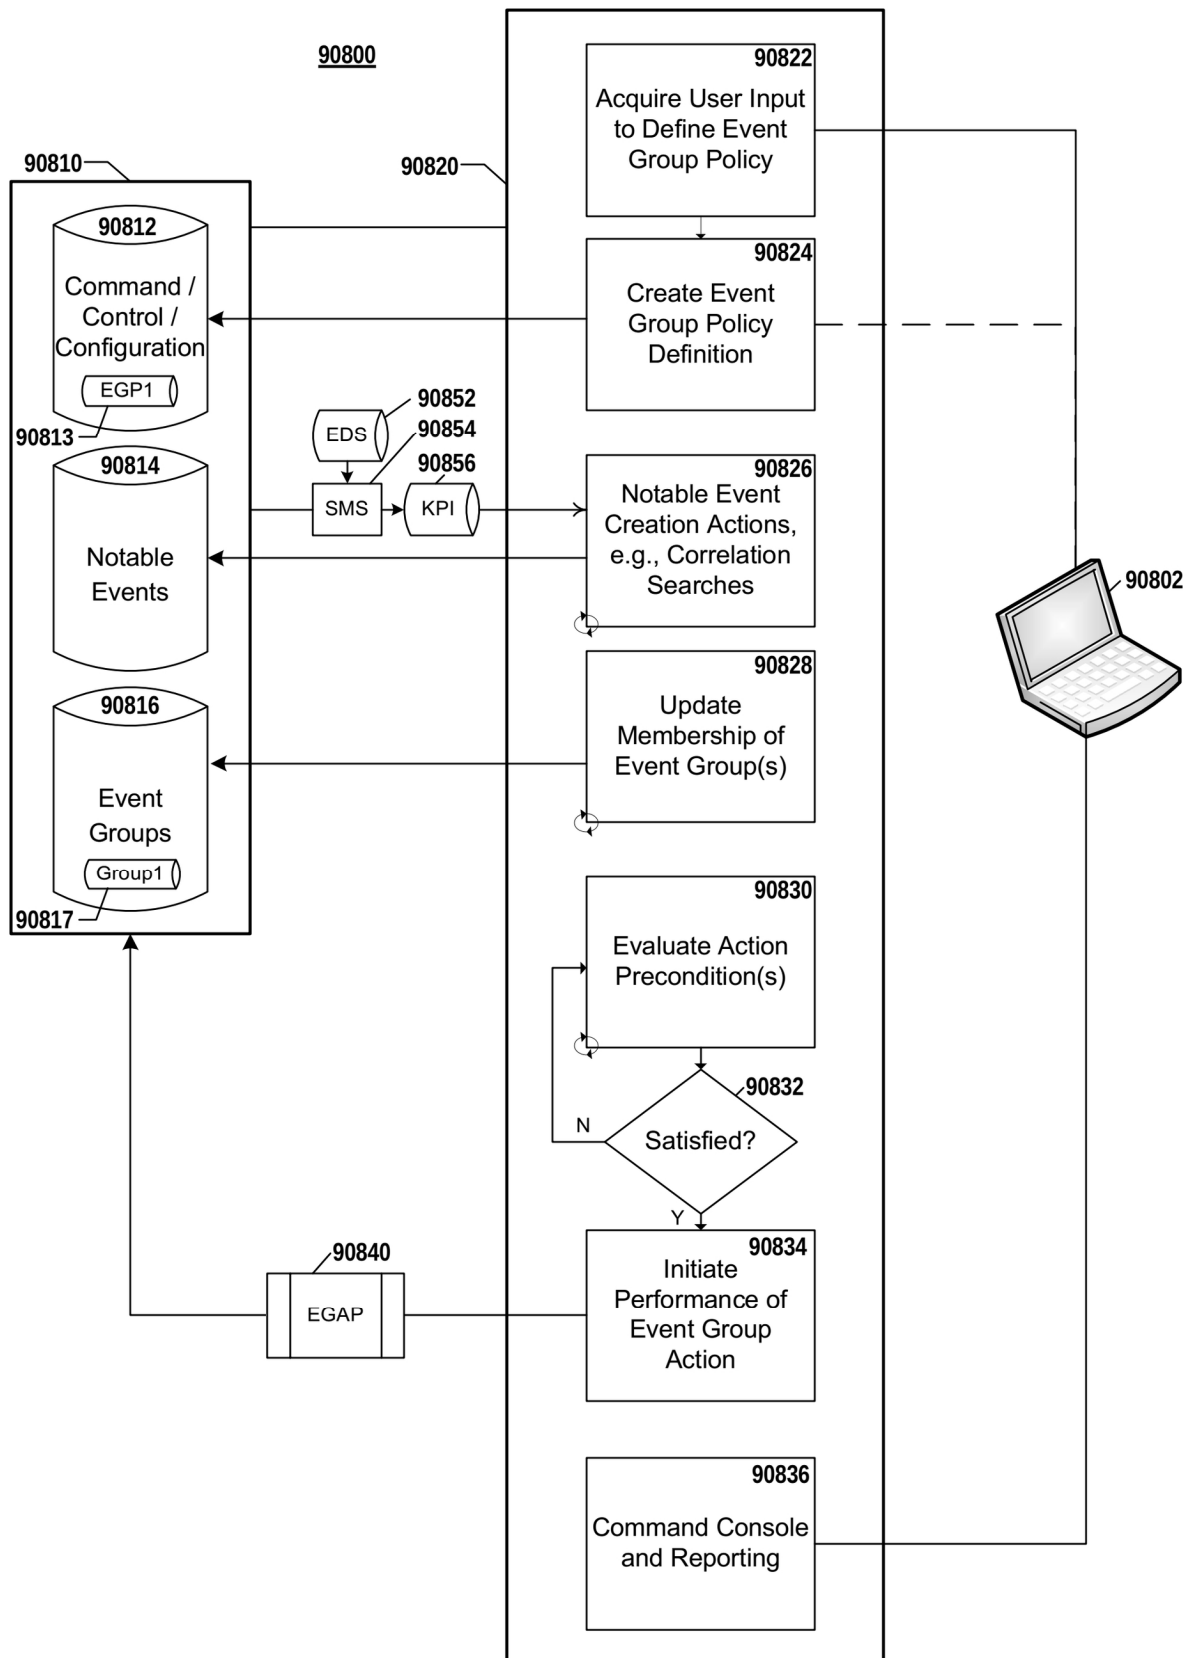 90800
90822
Acquire User Input
to Define Event
Group Policy
90810
90820
90812
Command /
Control /
Configuration
EGP1
90813
90824
Create Event
Group Policy
Definition
90852
EDS
90854
90856
SMS
KPI
90814
Notable
Events
90826
Notable Event
Creation Actions,
e.g., Correlation
Searches
90802
90828
Update
Membership of
Event Group(s)
90816
Event
Groups
Group1
90817
90830
Evaluate Action
Precondition(s)
90832
N
Satisfied?
Y
90840
EGAP
90834
Initiate
Performance of
Event Group
Action
90836
Command Console
and Reporting